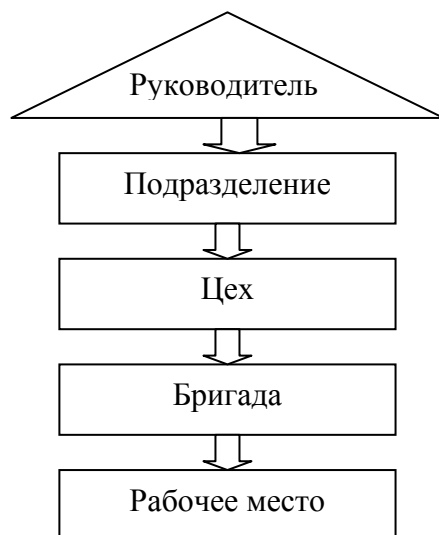 Руководитель
Подразделение
Цех
Бригада
Рабочее место